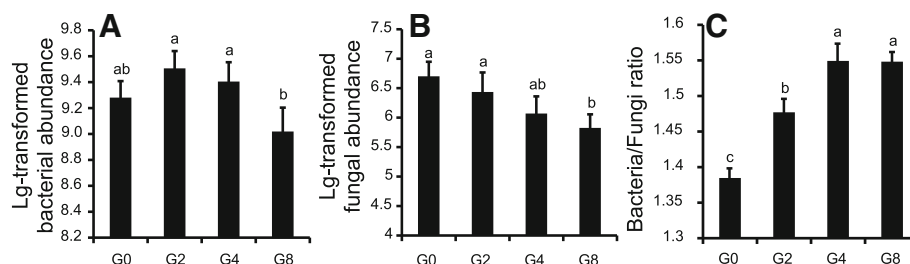 A
Lg-transformed
bacterial abundance
9.8
9.6
9.4
9.2
9.0
8.8
8.6
8.4
8.2
ab
a
a
b
G0 G2 G4 G8
B
Lg-transformed
fungal abundance
7.5
7
6.5
6
5.5
5
4.5
4
a
a
ab
b
G0 G2 G4 G8
C
Bacteria/Fungi ratio
1.6
1.55
1.5
1.45
1.4
1.35
1.3
c
b
a
a
G0 G2 G4 G8